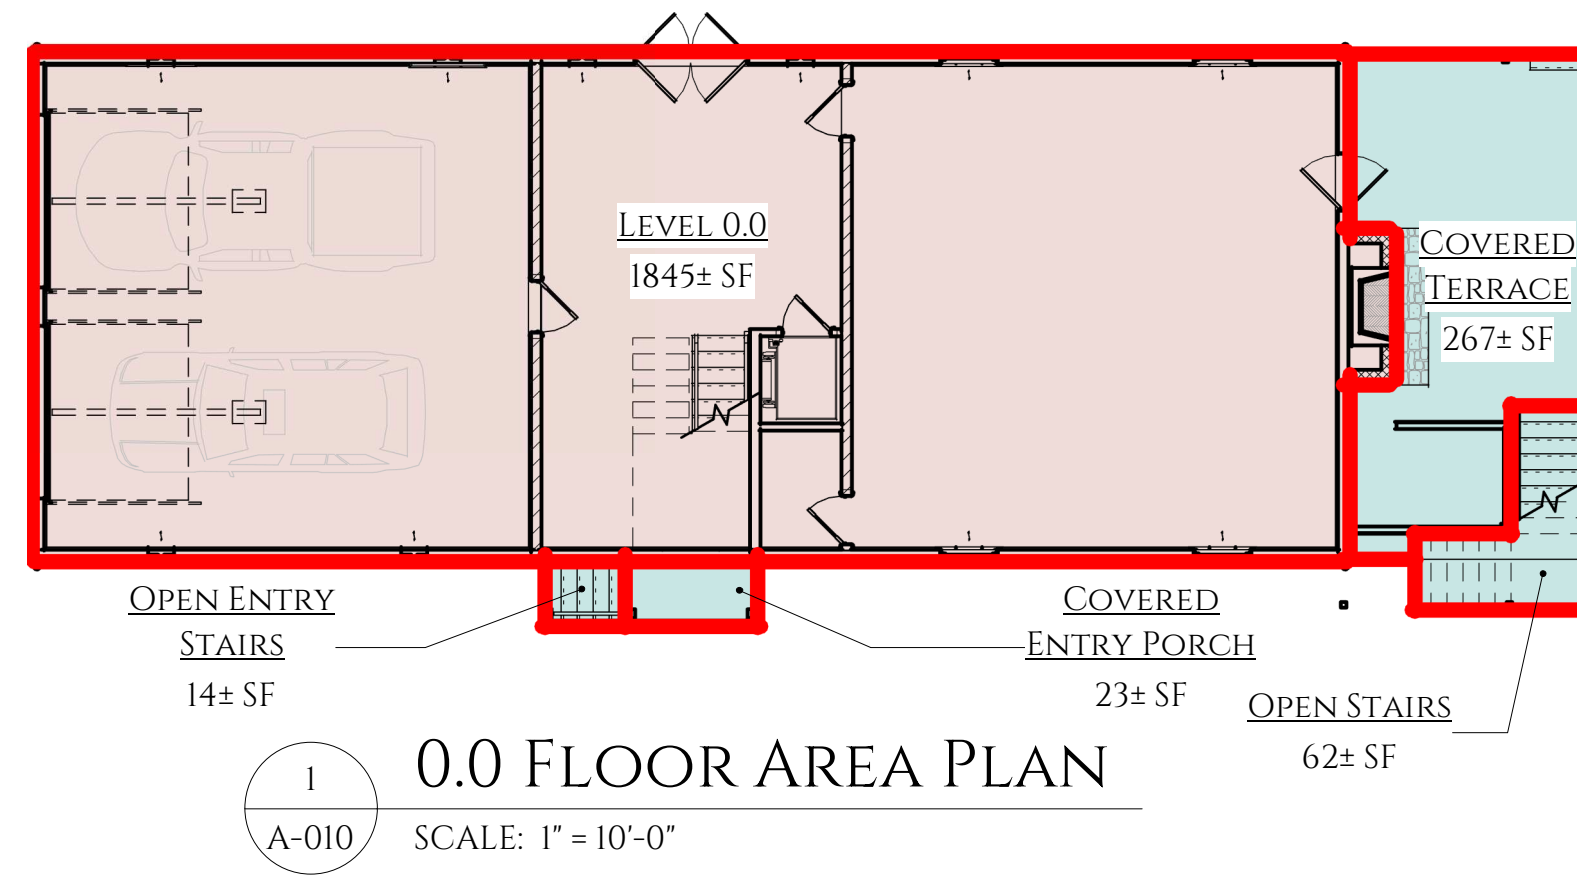 LEVEL 0.0
1845± SF
COVERED
TERRACE
267± SF
OPEN ENTRY
STAIRS
14± SF
COVERED
ENTRY PORCH
23± SF
OPEN STAIRS
62± SF
1
A-010
0.0 FLOOR AREA PLAN
SCALE: 1" = 10'-0"